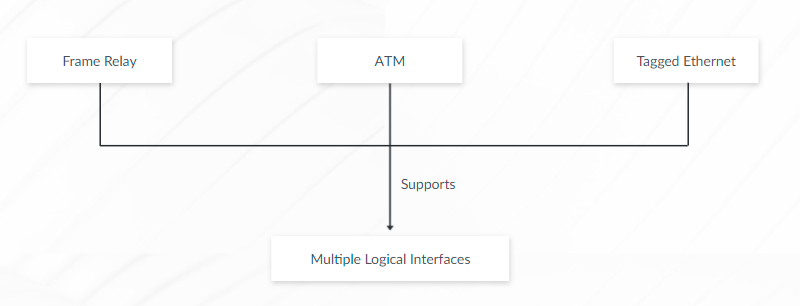 Frame Relay
ATM
Tagged Ethernet
Supports
Multiple Logical Interfaces